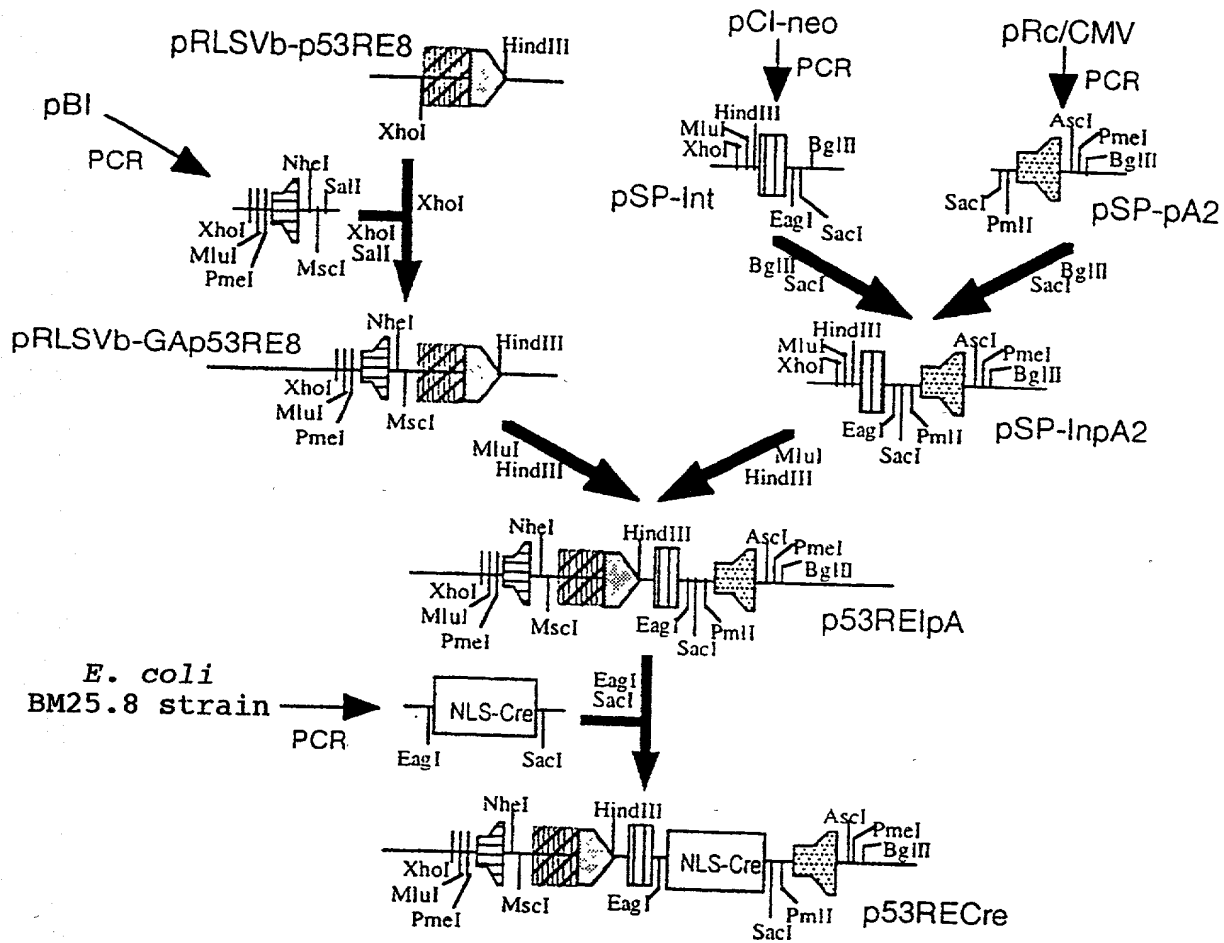 pRLSVb-p53RE8
HindIII
XhoI
pBI
PCR
NheI
SalI
XhoI
MluI
PmeI
MscI
XhoI
SalI
XhoI
pCI-neo
PCR
HindIII
MluI
XhoI
BglII
pSP-Int
EagI
SacI
pRc/CMV
PCR
AscI
PmeI
BglII
SacI
PmlI
pSP-pA2
BglII
SacI
BglII
SacI
pRLSVb-GAp53RE8
NheI
HindIII
XhoI
MluI
PmeI
MscI
HindIII
MluI
XhoI
AscI
PmeI
BglII
EagI
SacI
PmlI
pSP-InpA2
MluI
HindIII
MluI
HindIII
NheI
HindIII
AscI
PmeI
BglII
XhoI
MluI
PmeI
MscI
EagI
SacI
PmlI
p53REIpA
E. coli
BM25.8 strain
PCR
NLS-Cre
EagI
SacI
EagI
SacI
NheI
HindIII
AscI
PmeI
BglII
XhoI
MluI
PmeI
MscI
EagI
NLS-Cre
SacI
PmlI
p53RECre